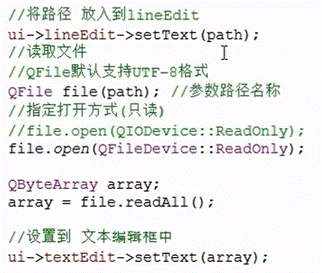 //将路径 放入到lineEdit
ui->lineEdit->setText(path);
//读取文件
//QFile默认支持UTF-8格式
QFile file(path); //参数路径名称
//指定打开方式(只读)
//file.open(QIODevice::ReadOnly);
file.open(QFileDevice::ReadOnly);
QByteArray array;
array = file.readAll();
//设置到 文本编辑框中
ui->textEdit->setText(array);